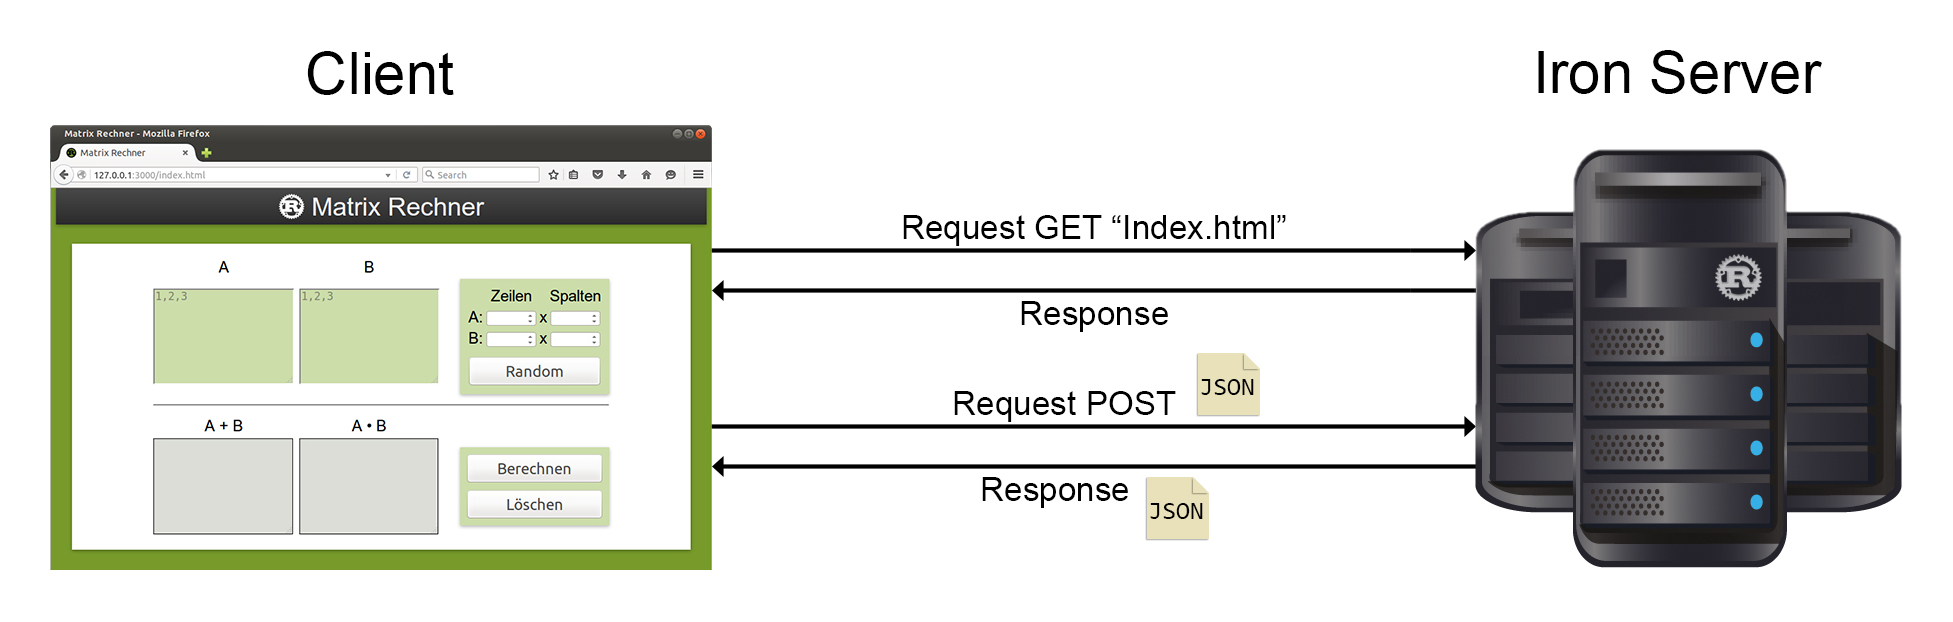 Client
Iron Server
Matrix Rechner - Mozilla Firefox
Matrix Rechner
127.0.0.1:3000/index.html
Search
Matrix Rechner
A
B
1,2,3
1,2,3
Zeilen Spalten
A: x
B: x
Random
A + B
A • B
Berechnen
Löschen
Request GET “Index.html”
Response
Request POST
JSON
Response
JSON
R